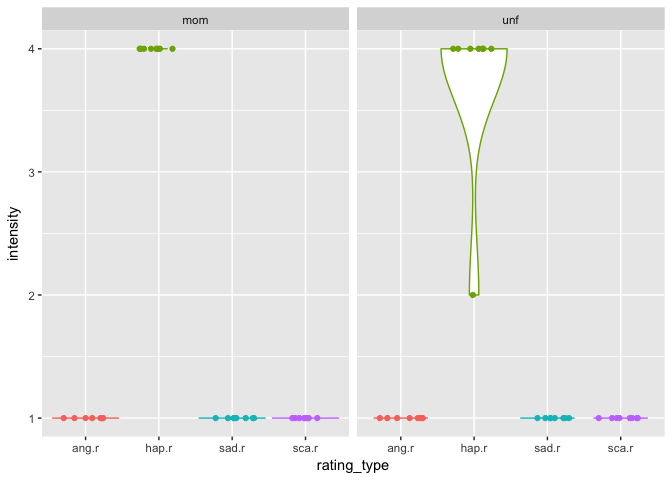 mom unf
4
3
2
1
intensity
ang.r hap.r sad.r sca.r ang.r hap.r sad.r sca.r
rating_type